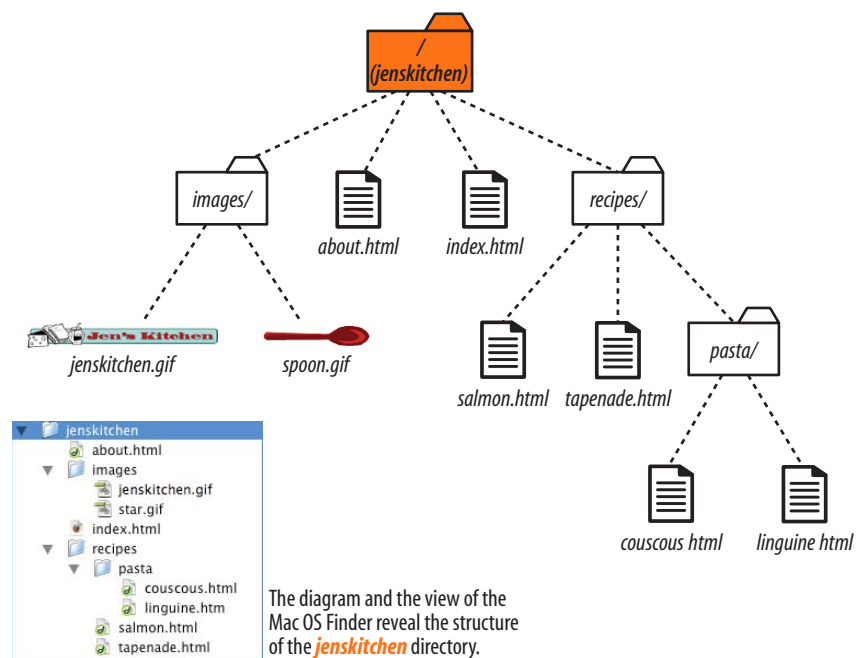 /
(jenskitchen)
images/
about.html
index.html
recipes/
Jen's Kitchen
jenskitchen.gif
spoon.gif
salmon.html
tapenade.html
pasta/
couscous html
linguine html
jenskitchen
about.html
images
jenskitchen.gif
star.gif
index.html
recipes
pasta
couscous.html
linguine.htm
salmon.html
tapenade.html
The diagram and the view of the
Mac OS Finder reveal the structure
of the jenskitchen directory.